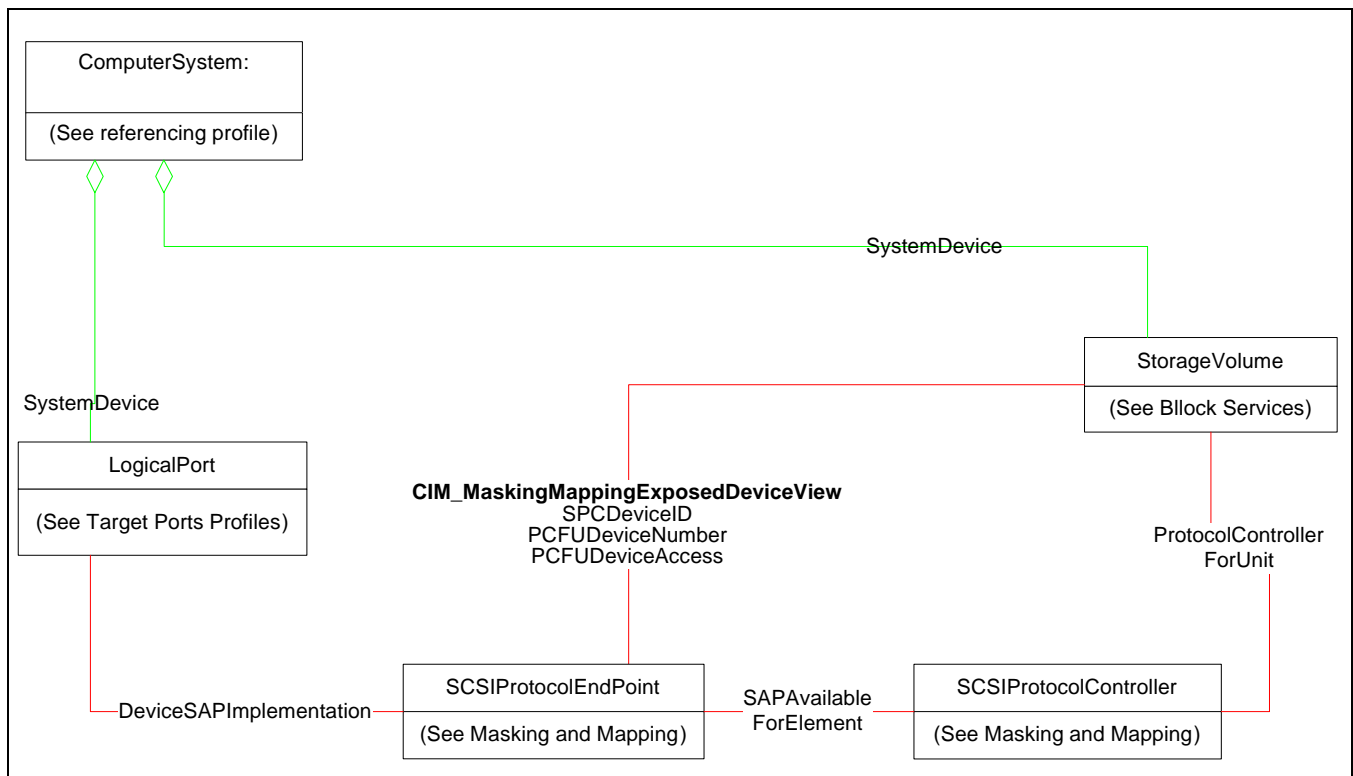 ComputerSystem:
(See referencing profile)
SystemDevice
StorageVolume
(See Bllock Services)
SystemDevice
LogicalPort
(See Target Ports Profiles)
CIM_MaskingMappingExposedDeviceView
SPCDeviceID
PCFUDeviceNumber
PCFUDeviceAccess
ProtocolController
ForUnit
DeviceSAPImplementation
SCSIProtocolEndPoint
(See Masking and Mapping)
SAPAvailable
ForElement
SCSIProtocolController
(See Masking and Mapping)